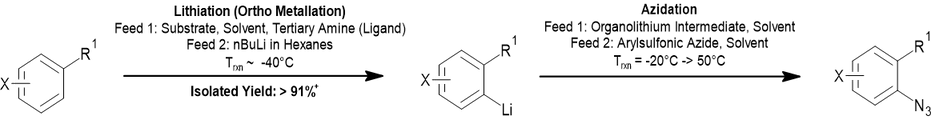 Lithiation (Ortho Metallation)
Feed 1: Substrate, Solvent, Tertiary Amine (Ligand)
Feed 2: nBuLi in Hexanes
Trxn ~ -40°C
Isolated Yield: > 91%+
Azidation
Feed 1: Organolithium Intermediate, Solvent
Feed 2: Arylsulfonic Azide, Solvent
Trxn = -20°C -> 50°C
X
R1
X
R1
Li
X
R1
N3